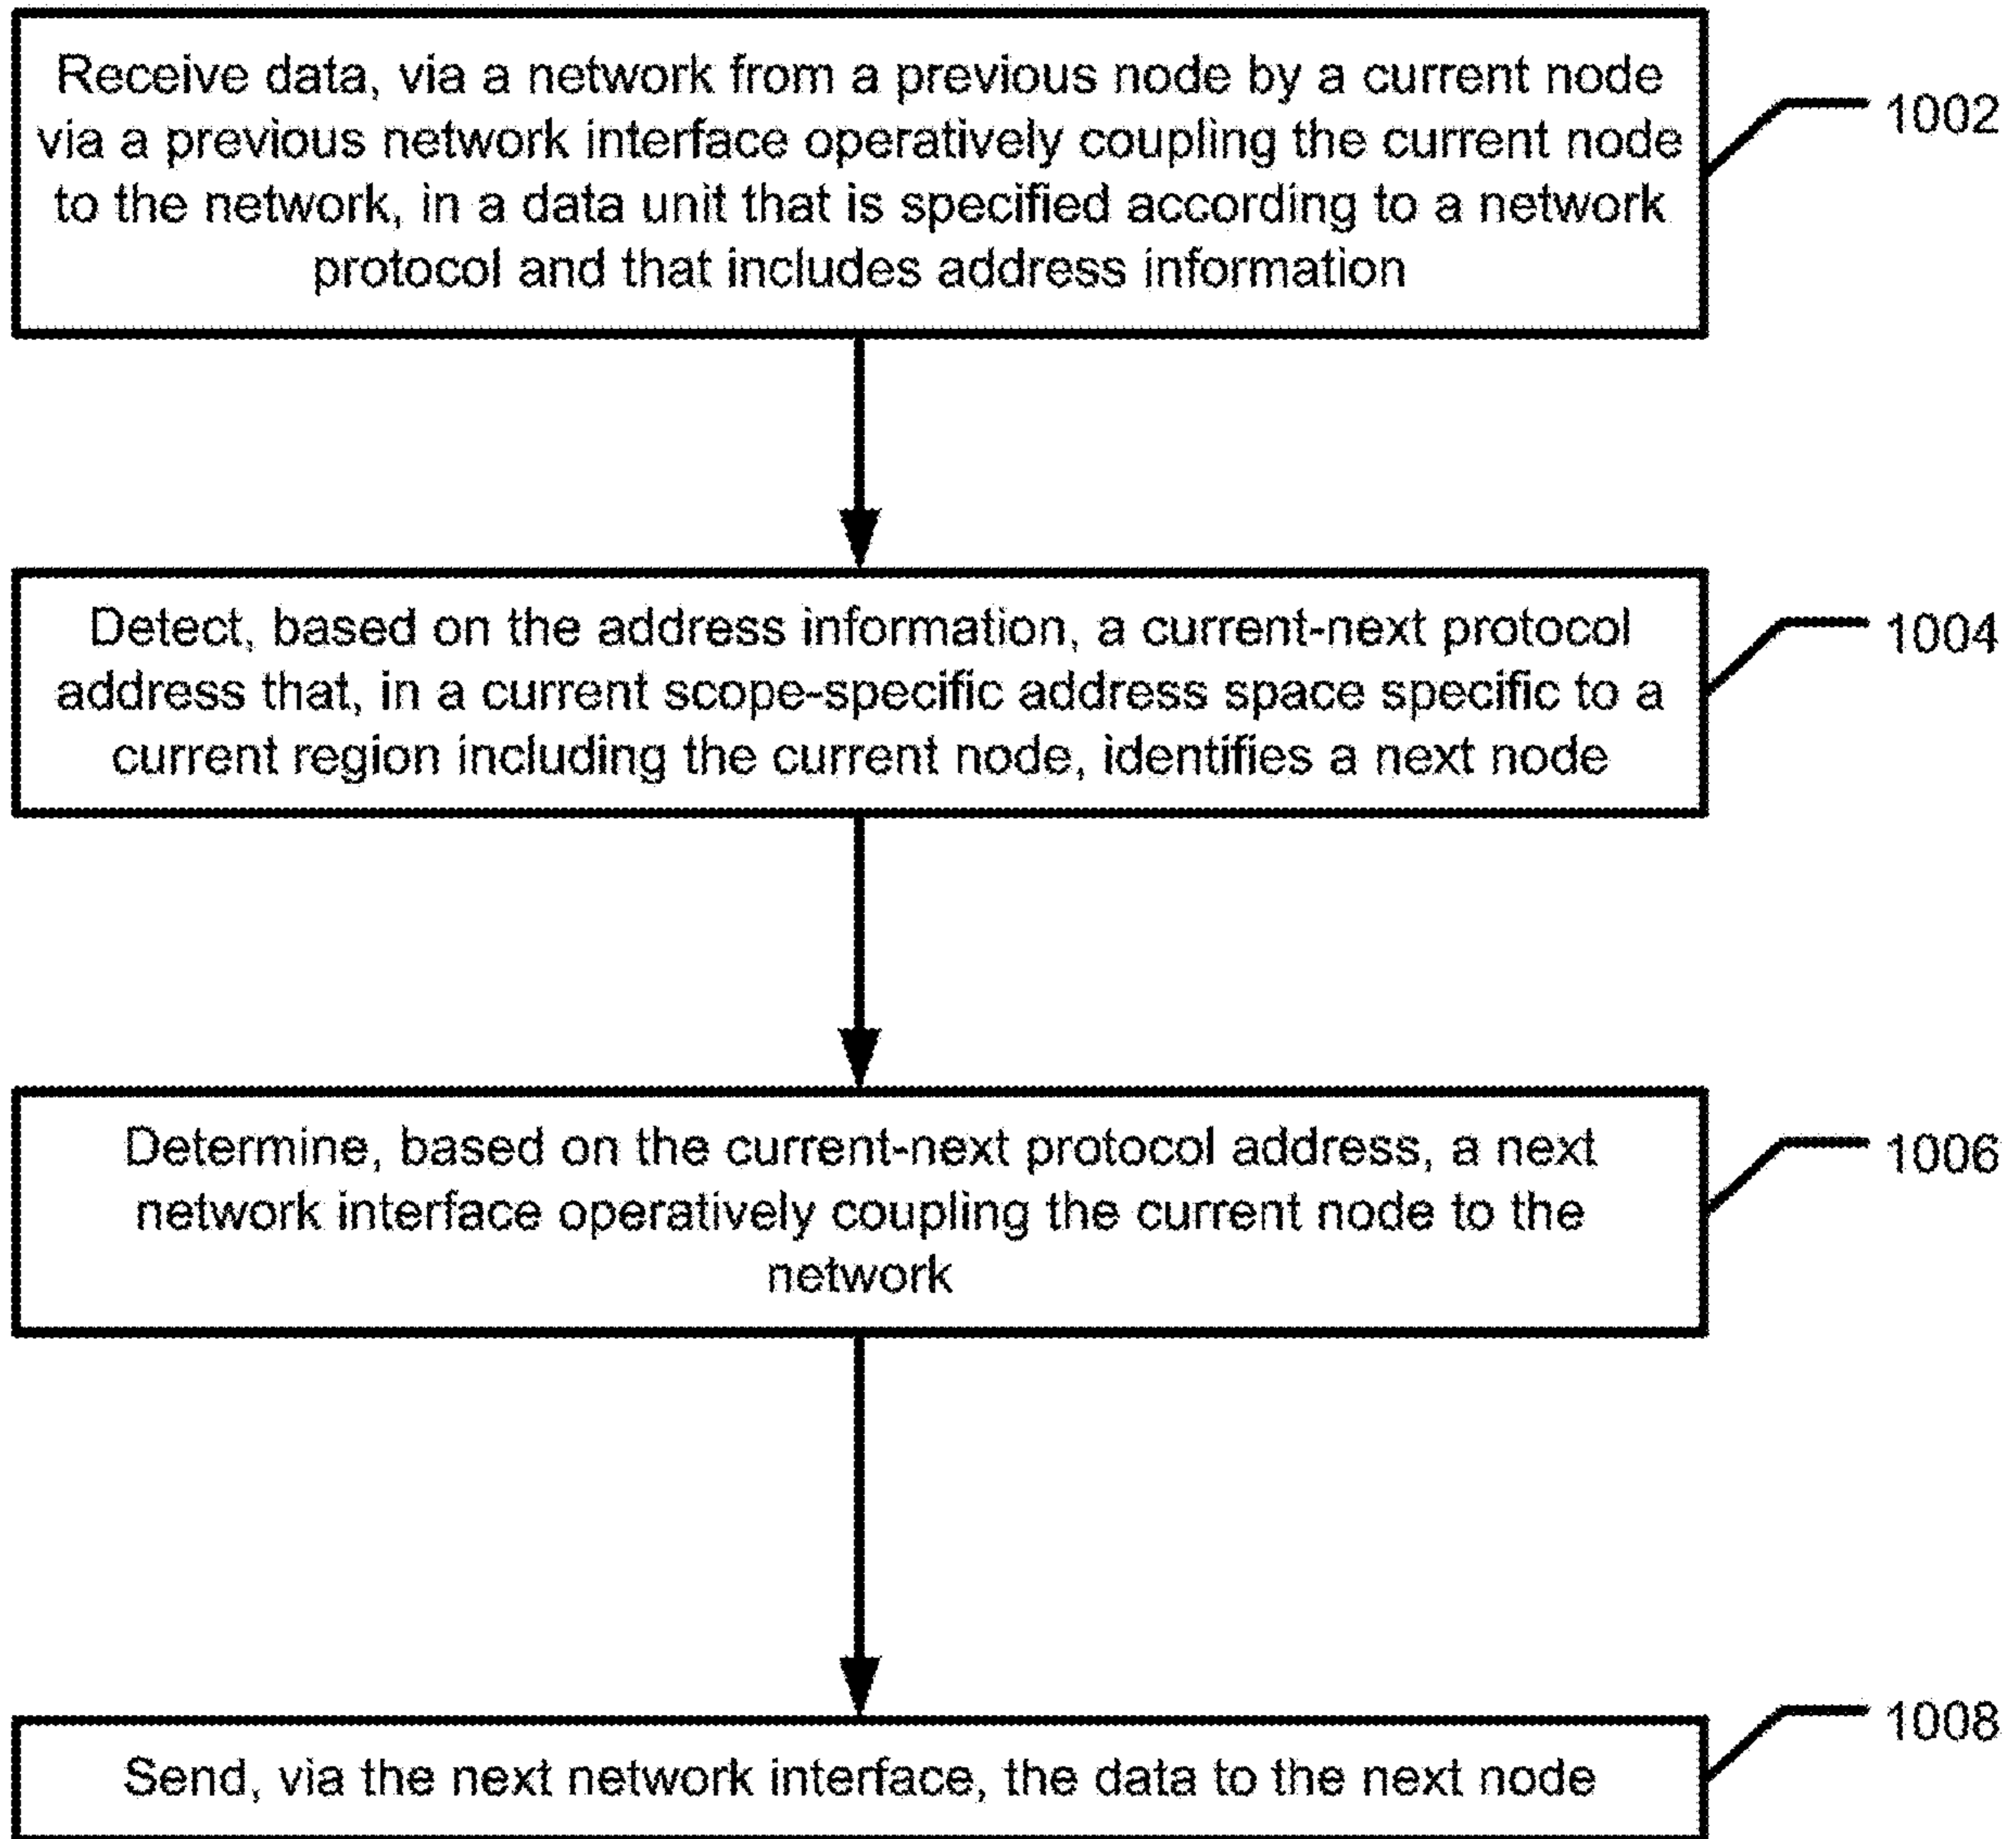 Receive data, via a network from a previous node by a current node
via a previous network interface operatively coupling the current node
to the network, in a data unit that is specified according to a network
protocol and that includes address information
1002
Detect, based on the address information, a current-next protocol
address that, in a current scope-specific address space specific to a
current region including the current node, identifies a next node
1004
Determine, based on the current-next protocol address, a next
network interface operatively coupling the current node to the
network
1006
Send, via the next network interface, the data to the next node
1008